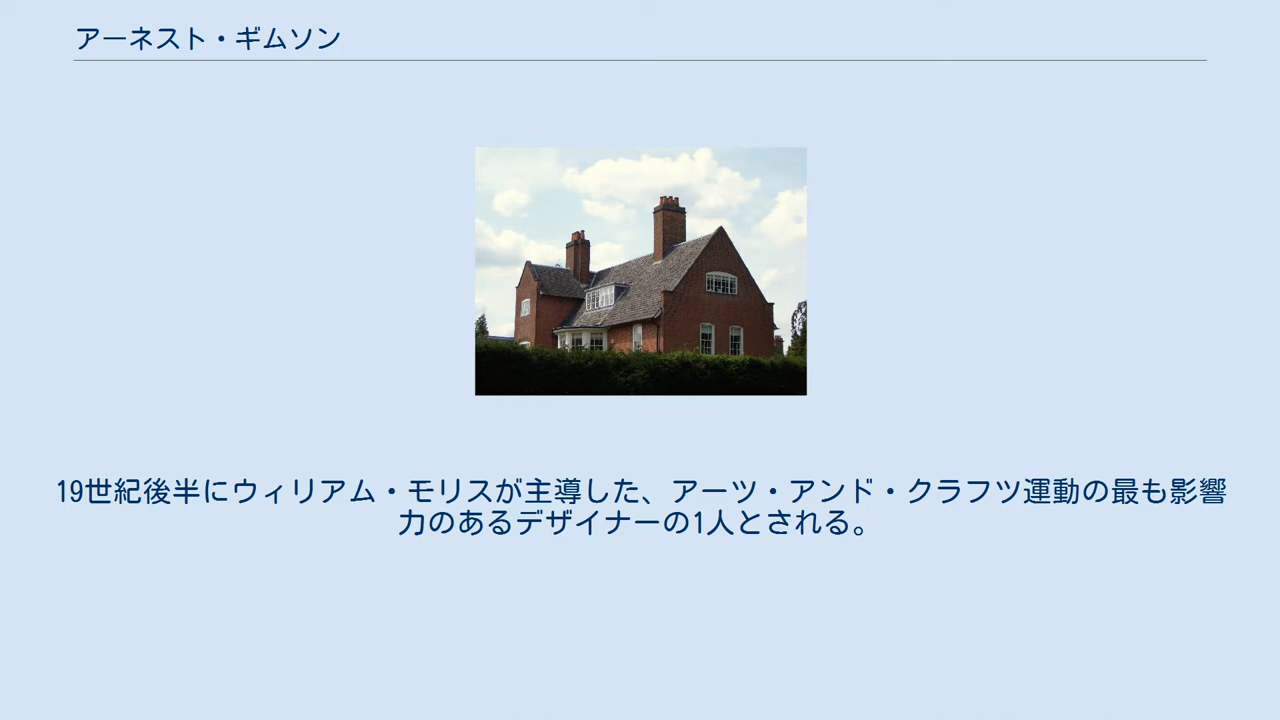 アーネスト・ギムソン
19世紀後半にウィリアム・モリスが主導した、アーツ・アンド・クラフツ運動の最も影響
力のあるデザイナーの1人とされる。